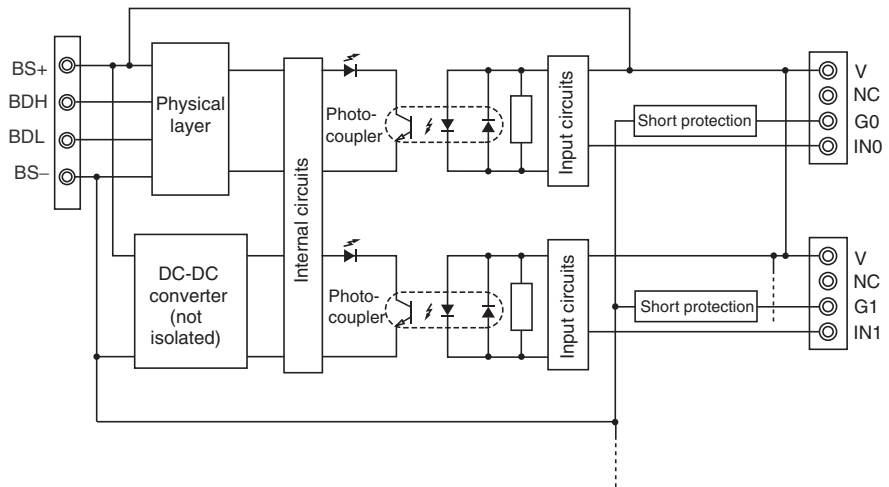 BS+
BDH
BDL
BS−
Physical
layer
Internal circuits
Photo-
coupler
Input circuits
Short protection
V
NC
G0
IN0
DC-DC
converter
(not
isolated)
Photo-
coupler
Input circuits
Short protection
V
NC
G1
IN1